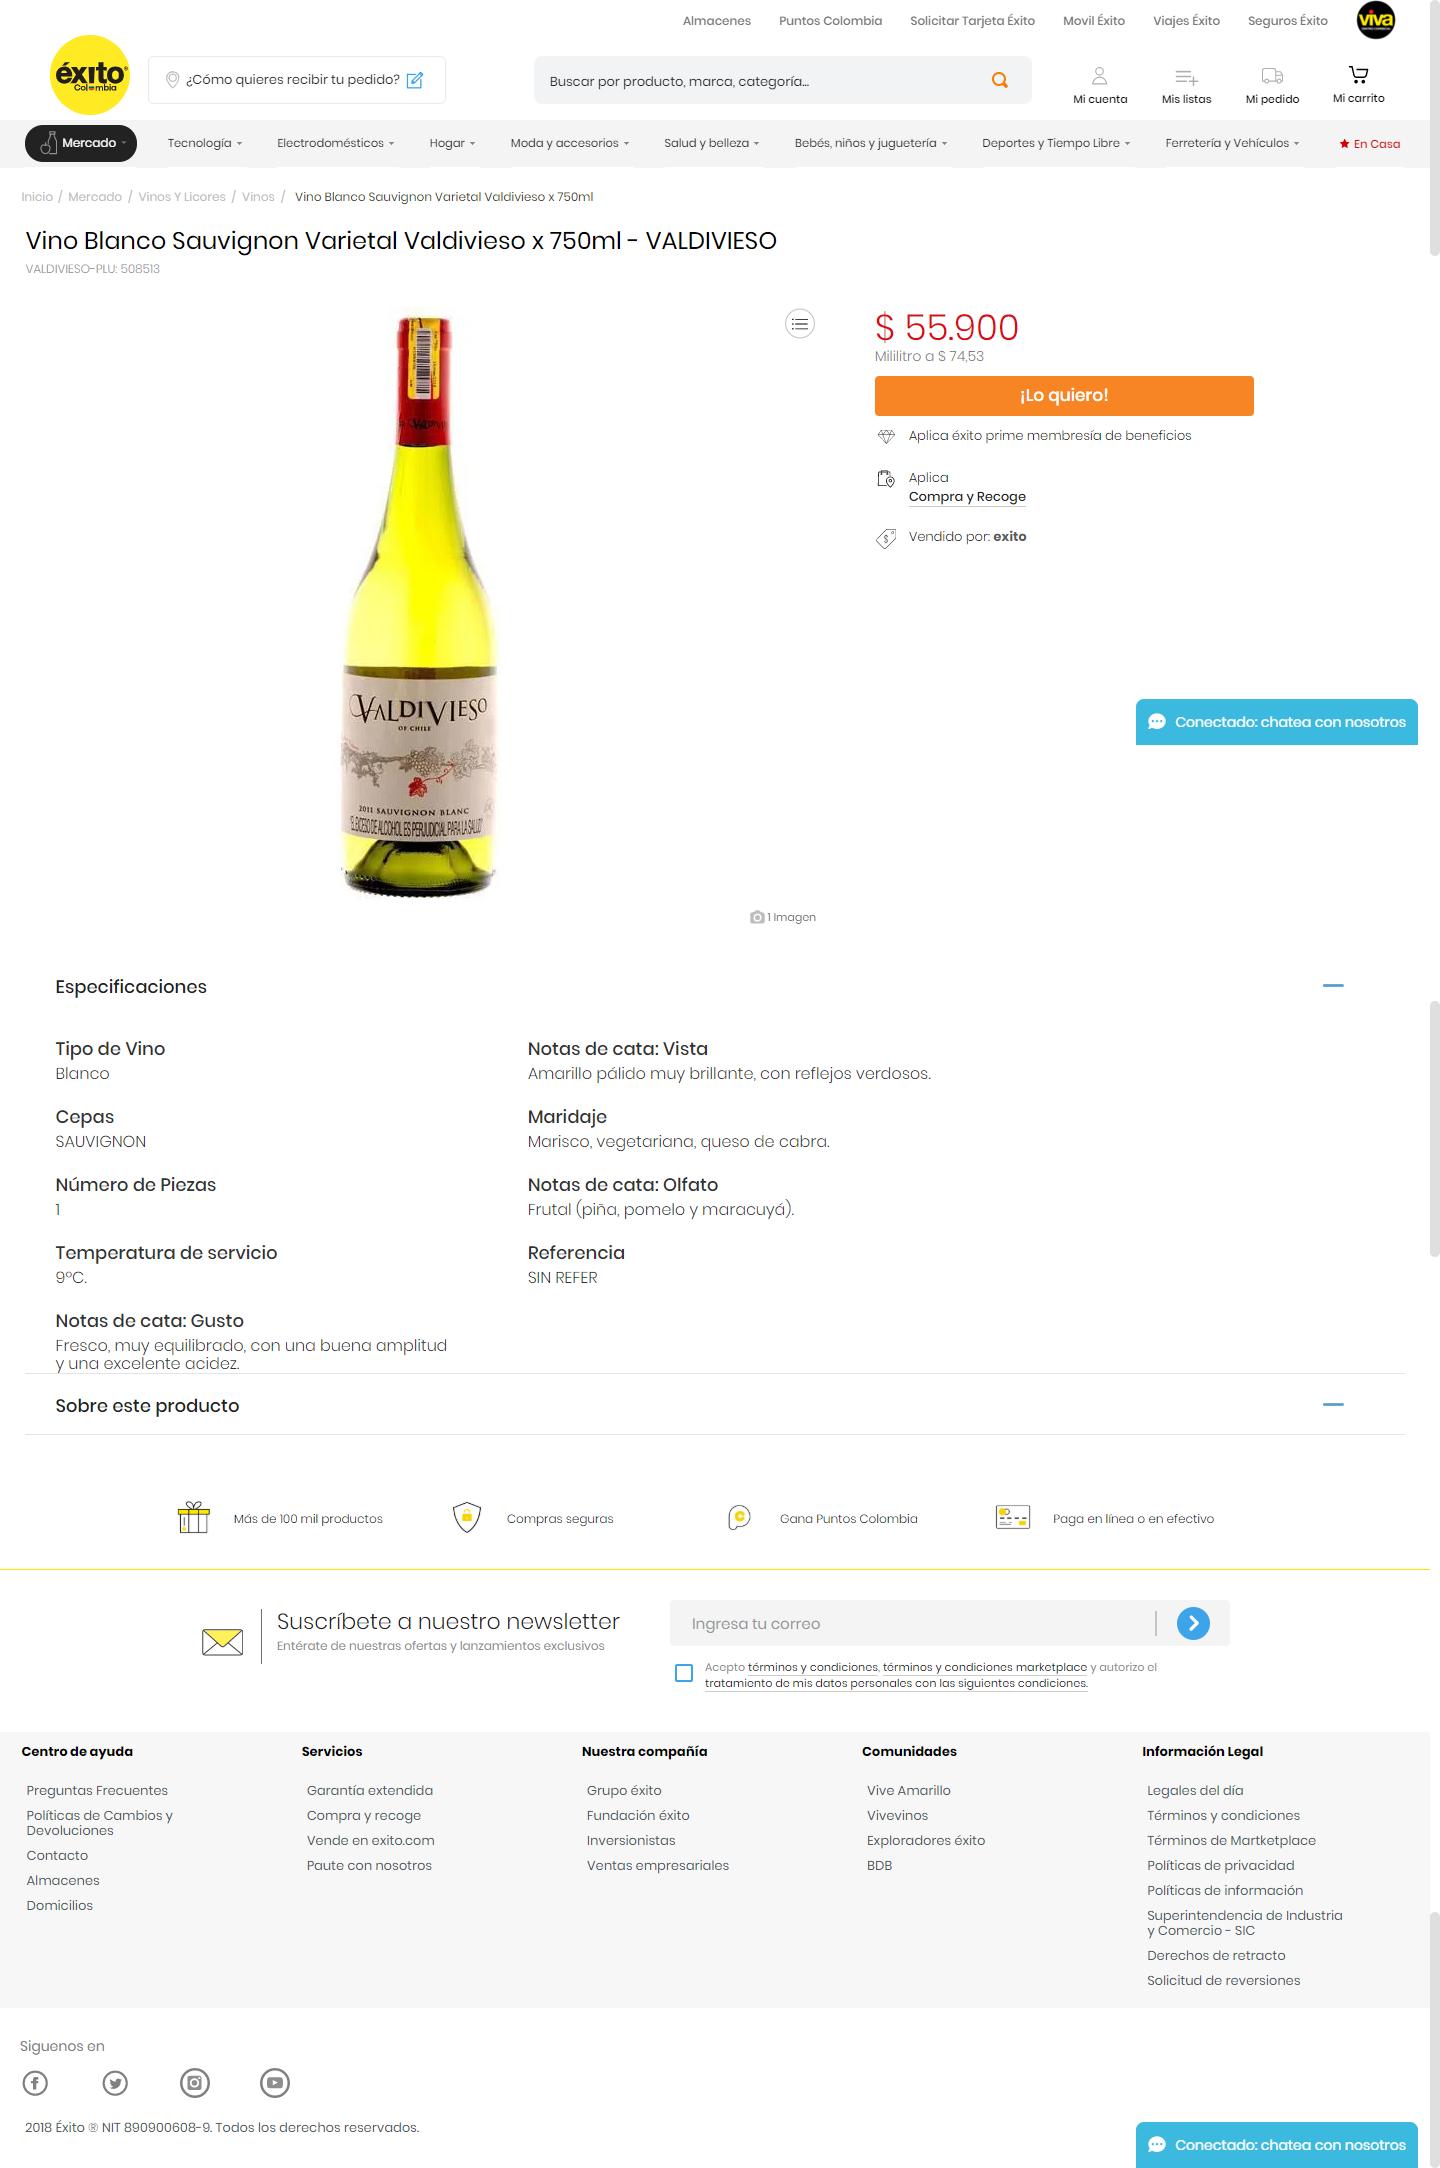 Almacenes Puntos Colombia Solicitar Tarjeta Éxito Movil Éxito Viajes Éxito Seguros Éxito viva
éxito
Colombia
¿Cómo quieres recibir tu pedido?
Buscar por producto, marca, categoría...
Mi cuenta Mis listas Mi pedido Mi carrito
Mercado Tecnología Electrodomésticos Hogar Moda y accesorios Salud y belleza Bebés, niños y juguetería Deportes y Tiempo Libre Ferretería y Vehículos En Casa
Inicio / Mercado / Vinos Y Licores / Vinos / Vino Blanco Sauvignon Varietal Valdivieso x 750ml
Vino Blanco Sauvignon Varietal Valdivieso x 750ml - VALDIVIESO
VALDIVIESO-PLU: 508513
$ 55.900
Mililitro a $ 74,53
¡Lo quiero!
Aplica éxito prime membresía de beneficios
Aplica
Compra y Recoge
Vendido por: exito
VALDIVIESO
OF CHILE
2011 SAUVIGNON BLANC
"EL EXCESO DE ALCOHOL ES PERJUDICIAL PARA LA SALUD"
Conectado: chatea con nosotros
1 Imagen
Especificaciones
Tipo de Vino
Blanco
Notas de cata: Vista
Amarillo pálido muy brillante, con reflejos verdosos.
Cepas
SAUVIGNON
Maridaje
Marisco, vegetariana, queso de cabra.
Número de Piezas
1
Notas de cata: Olfato
Frutal (piña, pomelo y maracuyá).
Temperatura de servicio
9°C.
Referencia
SIN REFER
Notas de cata: Gusto
Fresco, muy equilibrado, con una buena amplitud
y una excelente acidez.
Sobre este producto
Más de 100 mil productos
Compras seguras
Gana Puntos Colombia
Paga en línea o en efectivo
Suscríbete a nuestro newsletter
Entérate de nuestras ofertas y lanzamientos exclusivos
Ingresa tu correo
Acepto términos y condiciones, términos y condiciones marketplace y autorizo el
tratamiento de mis datos personales con las siguientes condiciones.
Centro de ayuda
Preguntas Frecuentes
Políticas de Cambios y
Devoluciones
Contacto
Almacenes
Domicilios
Servicios
Garantía extendida
Compra y recoge
Vende en exito.com
Paute con nosotros
Nuestra compañía
Grupo éxito
Fundación éxito
Inversionistas
Ventas empresariales
Comunidades
Vive Amarillo
Vivevinos
Exploradores éxito
BDB
Información Legal
Legales del día
Términos y condiciones
Términos de Martketplace
Políticas de privacidad
Políticas de información
Superintendencia de Industria
y Comercio - SIC
Derechos de retracto
Solicitud de reversiones
Siguenos en
2018 Éxito ® NIT 890900608-9. Todos los derechos reservados.
Conectado: chatea con nosotros